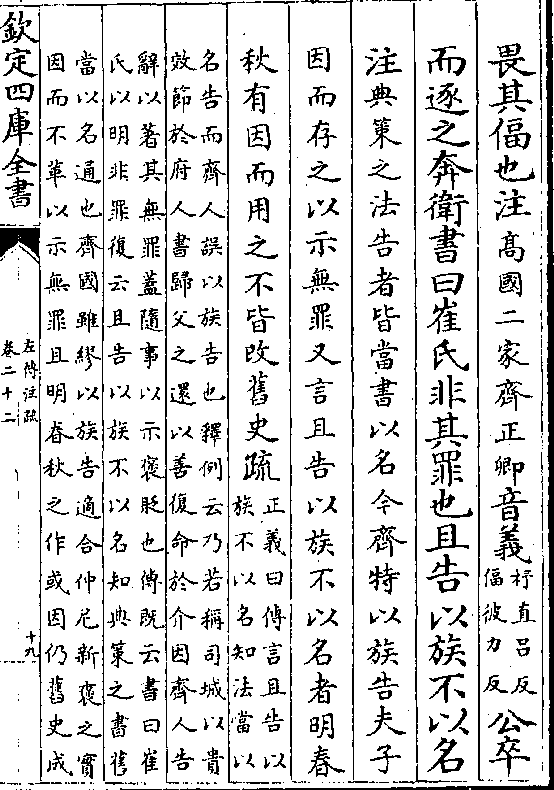 畏其偪也注高國二家齊正卿音義杼直吕反偪彼力反公卒
而逐之奔衛書曰崔氏非其罪也且告以族不以名
注典策之法告者皆當書以名今齊特以族告夫子
因而存之以示無罪又言且告以族不以名者明春
秋有因而用之不皆改舊史疏正義曰傳言且告以族不以名知法當以
名告而齊人誤以族告也釋例云乃若稱司城以貴
效節於府人書歸父之還以善復命於介因齊人告
辭以著其無罪蓋隨事以示褒貶也傳既云書曰崔
氏以明非罪復云且告以族不以名知典策之書舊
當以名通也齊國雖繆以族告適合仲尼新褒之實
因而不革以示無罪且明春秋之作或因仍舊史成
欽定四庫全書
左傳注疏
卷二十二
十九